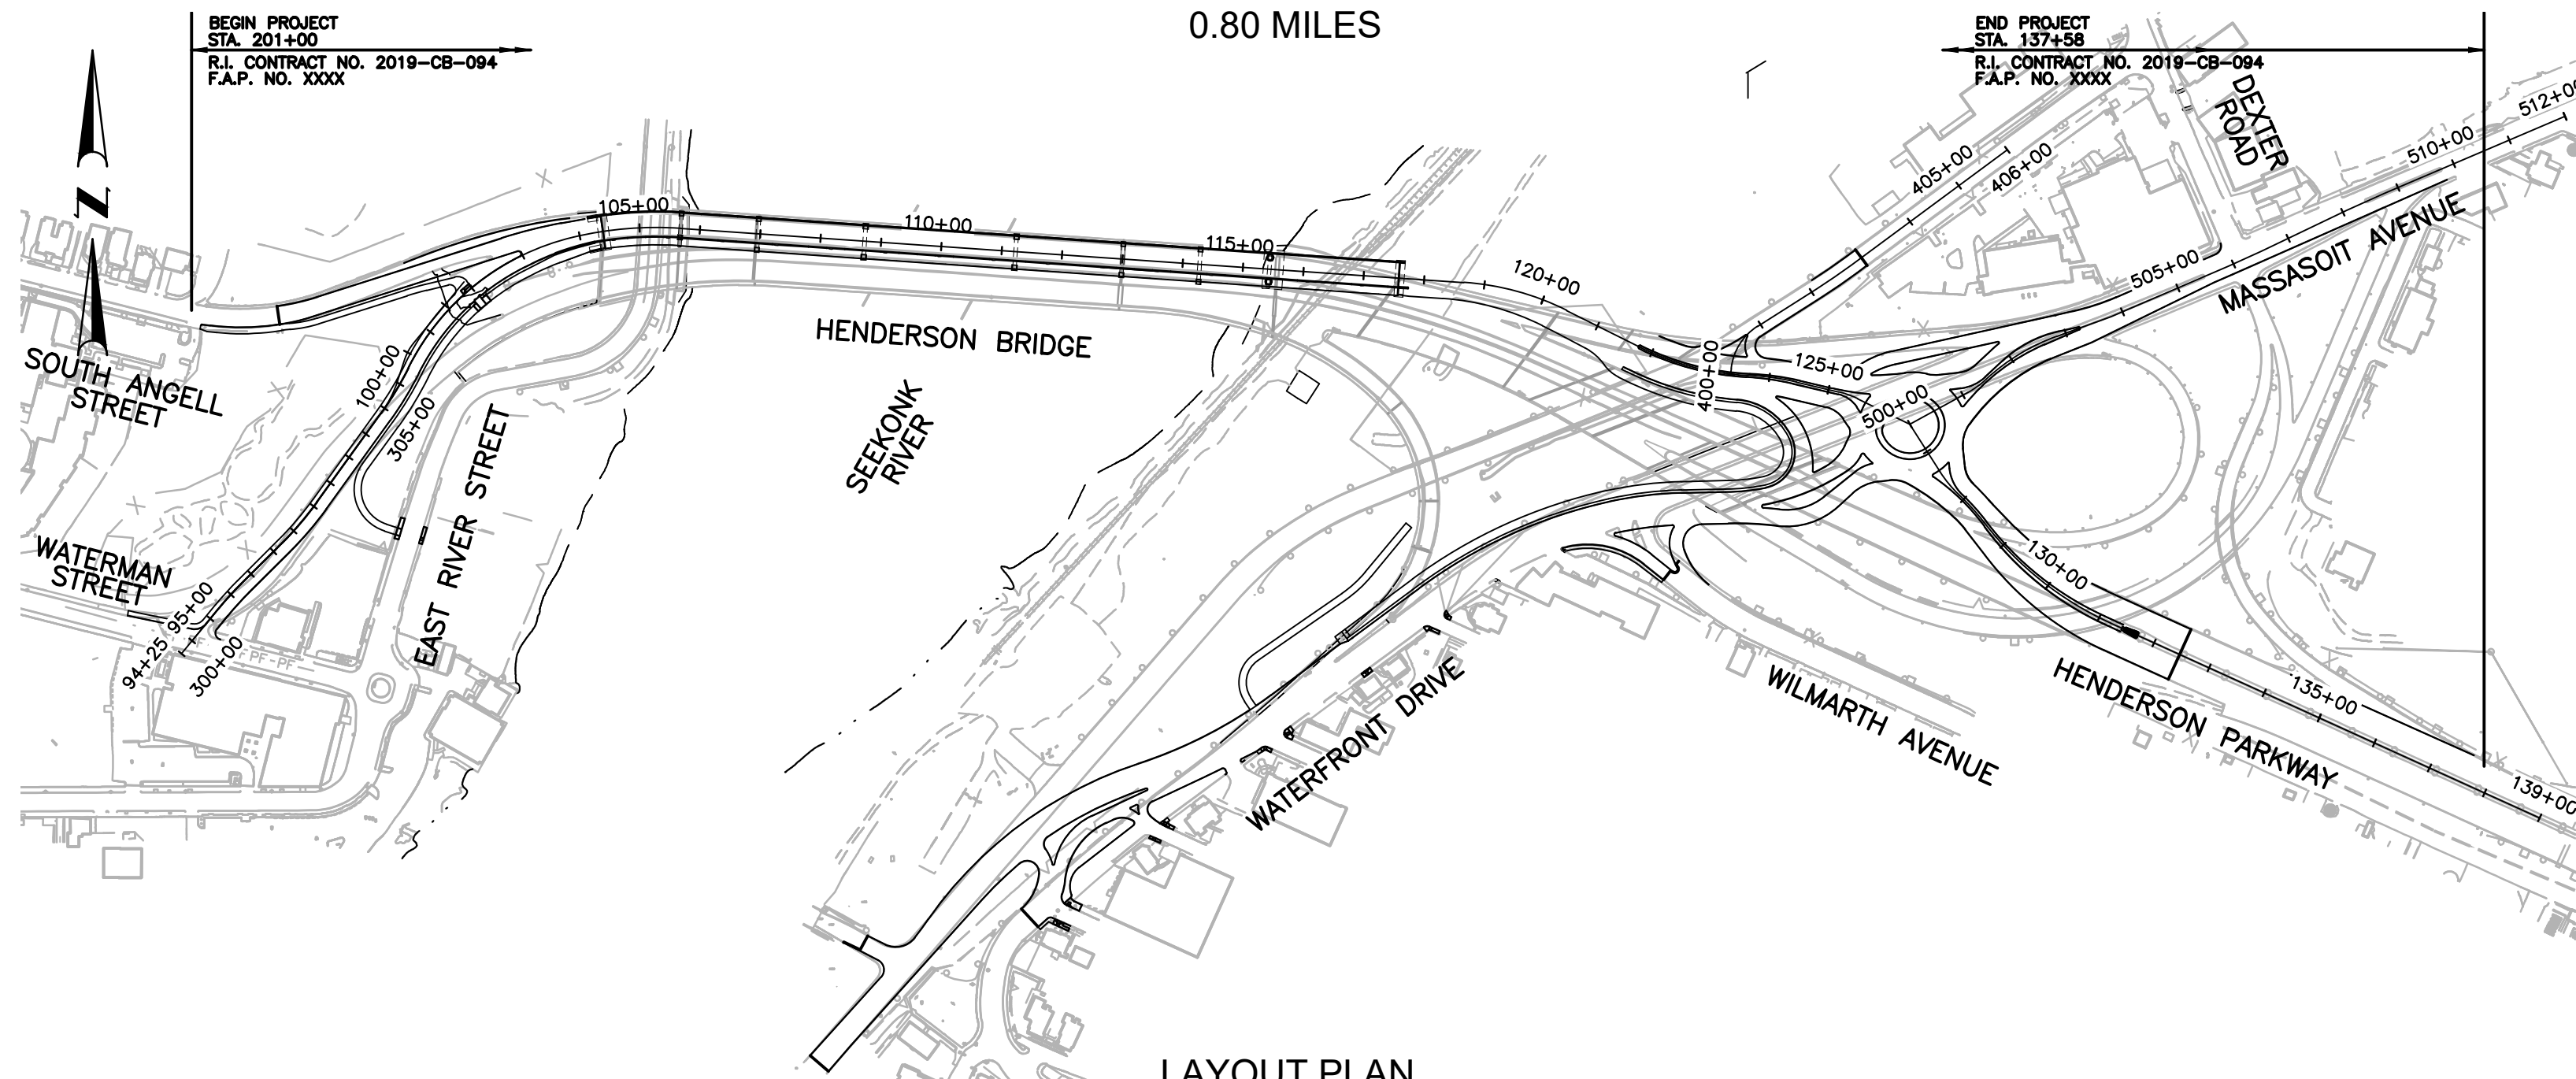 0.80 MILES
BEGIN PROJECT
STA. 201+00
R.I. CONTRACT NO. 2019-CB-094
F.A.P. NO. XXXX
END PROJECT
STA. 137+58
R.I. CONTRACT NO. 2019-CB-094
F.A.P. NO. XXXX
N
DEXTER
ROAD
512+00
510+00
405+00
406+00
105+00
110+00
115+00
120+00
505+00
MASSASOIT AVENUE
HENDERSON BRIDGE
SOUTH ANGELL
STREET
100+00
305+00
400+00
125+00
500+00
SEEKONK
RIVER
EAST RIVER STREET
WATERMAN
STREET
95+00
94+25
300+00
PF-PF
130+00
WATERFRONT DRIVE
WILMARTH AVENUE
HENDERSON PARKWAY
135+00
139+00
LAYOUT PLAN